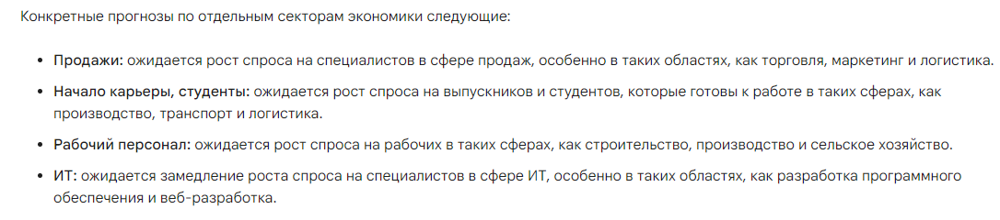 Конкретные прогнозы по отдельным секторам экономики следующие:
• Продажи: ожидается рост спроса на специалистов в сфере продаж, особенно в таких областях, как торговля, маркетинг и логистика.
• Начало карьеры, студенты: ожидается рост спроса на выпускников и студентов, которые готовы к работе в таких сферах, как
производство, транспорт и логистика.
• Рабочий персонал: ожидается рост спроса на рабочих в таких сферах, как строительство, производство и сельское хозяйство.
• ИТ: ожидается замедление роста спроса на специалистов в сфере ИТ, особенно в таких областях, как разработка программного
обеспечения и веб-разработка.